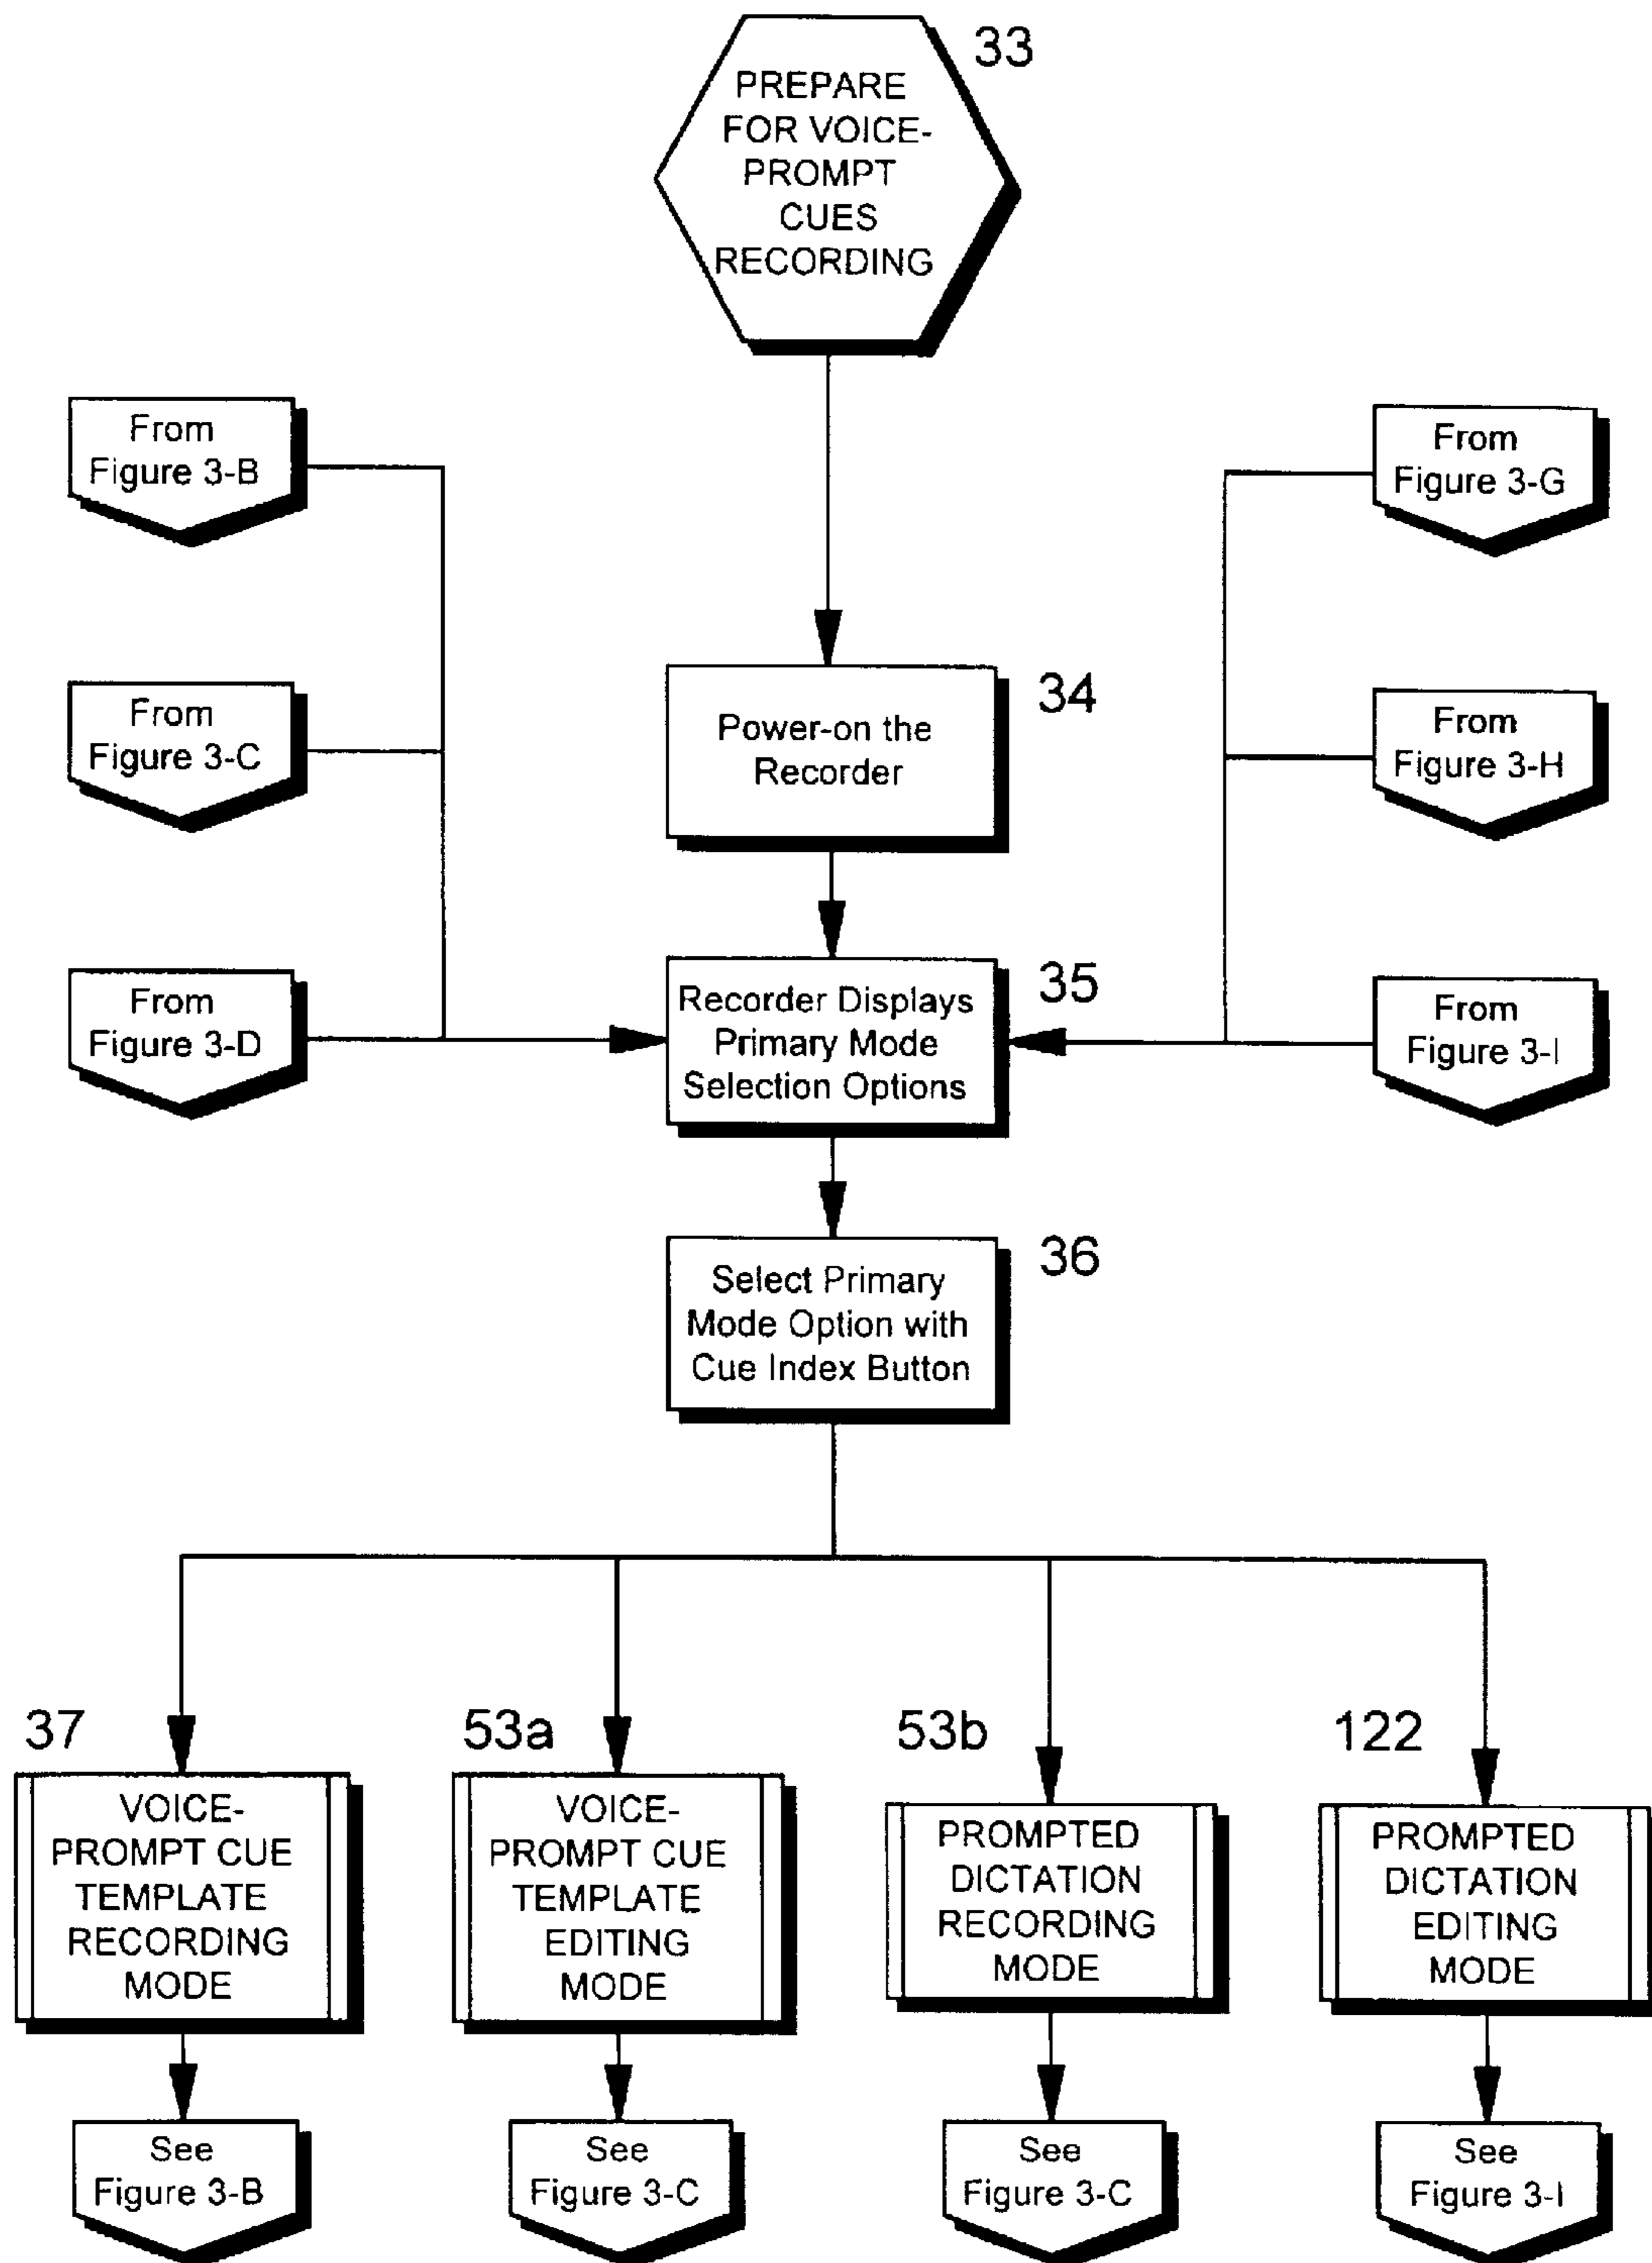 33
PREPARE
FOR VOICE-
PROMPT
CUES
RECORDING
From
Figure 3-B
From
Figure 3-G
34
Power-on the
Recorder
From
Figure 3-C
From
Figure 3-H
35
Recorder Displays
Primary Mode
Selection Options
From
Figure 3-D
From
Figure 3-I
36
Select Primary
Mode Option with
Cue Index Button
37
VOICE-
PROMPT CUE
TEMPLATE
RECORDING
MODE
See
Figure 3-B
53a
VOICE-
PROMPT CUE
TEMPLATE
EDITING
MODE
See
Figure 3-C
53b
PROMPTED
DICTATION
RECORDING
MODE
See
Figure 3-C
122
PROMPTED
DICTATION
EDITING
MODE
See
Figure 3-I